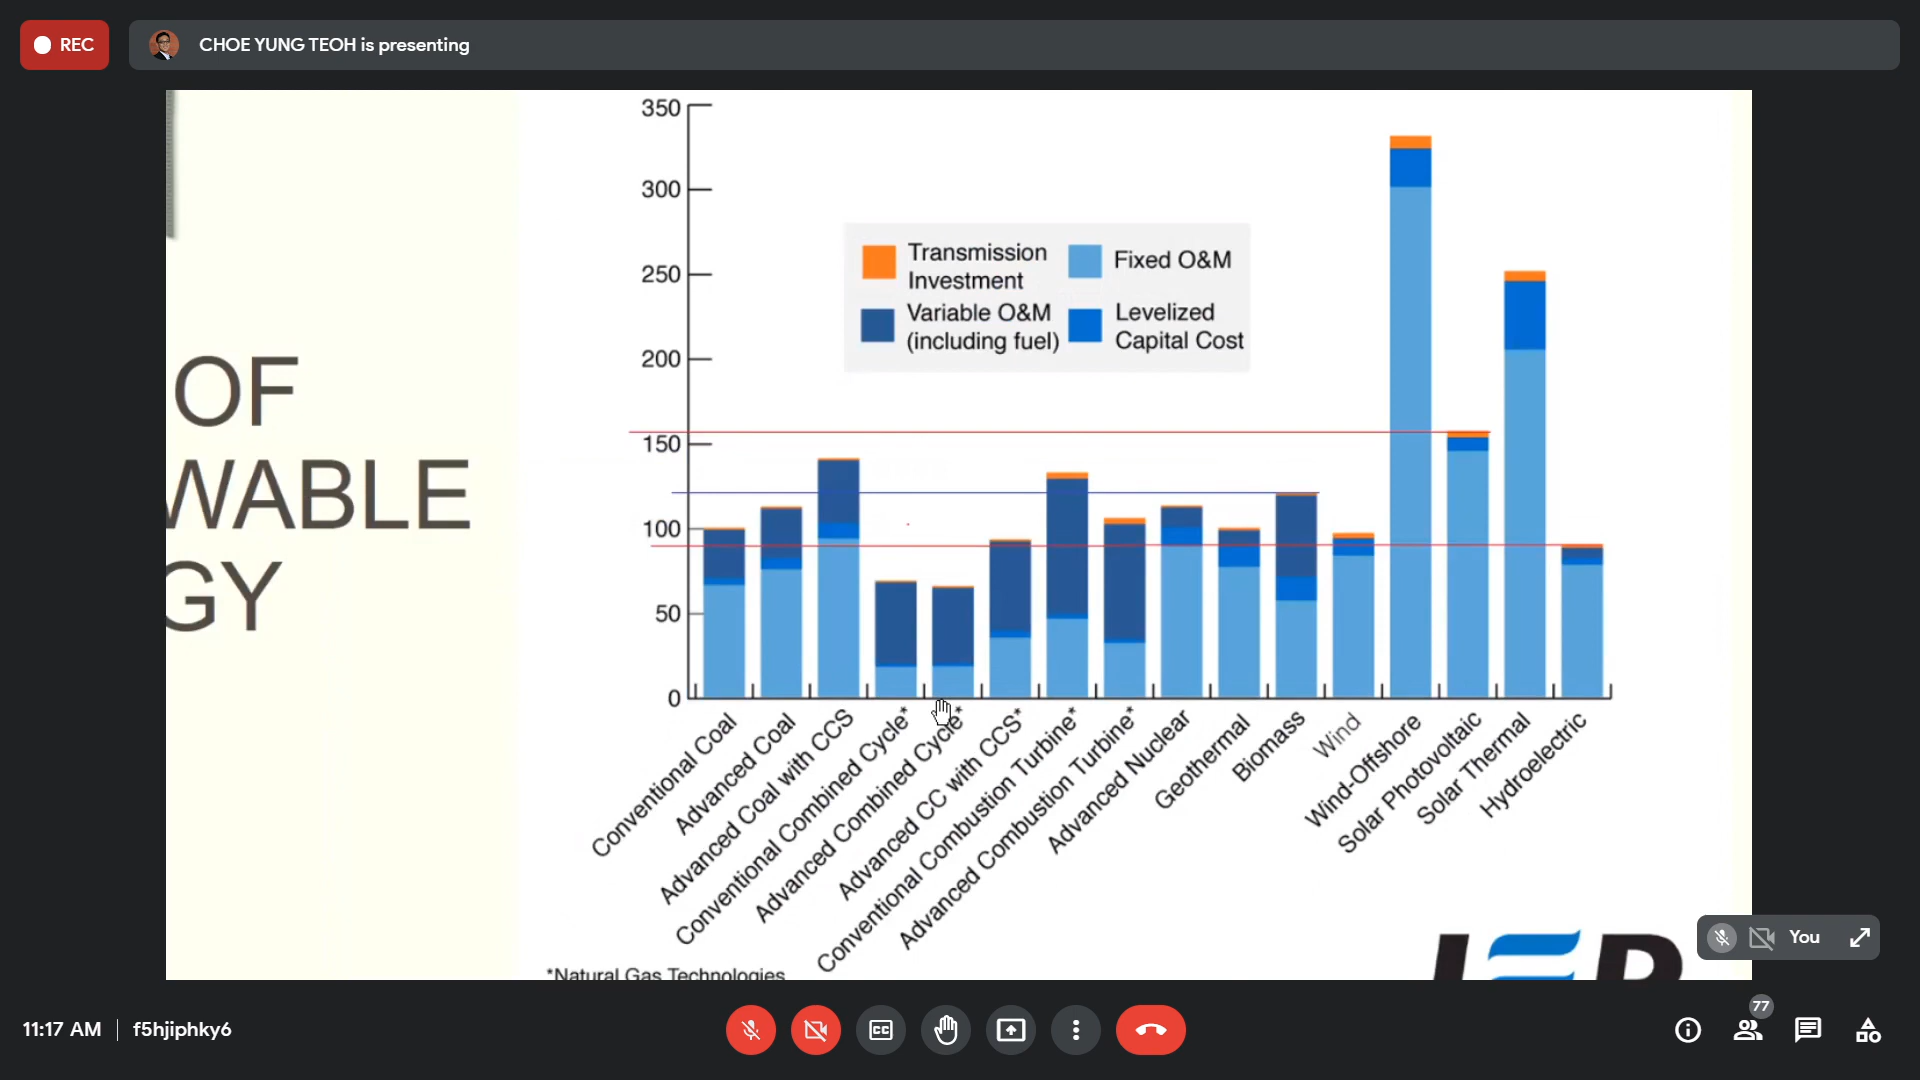 REC
CHOE YUNG TEOH is presenting
OF
WABLE
GY
350
300
250
200
150
100
50
0
Transmission
Investment
Fixed O&M
Variable O&M
(including fuel)
Levelized
Capital Cost
Conventional Coal
Advanced Coal
Advanced Coal with CCS
Conventional Combined Cycle*
Advanced Combined Cycle*
Advanced CC with CCS*
Conventional Combustion Turbine*
Advanced Combustion Turbine*
Advanced Nuclear
Geothermal
Biomass
Wind
Wind-Offshore
Solar Photovoltaic
Solar Thermal
Hydroelectric
*Natural Gas Technologies
You
11:17 AM | f5hjiphky6
CC
77